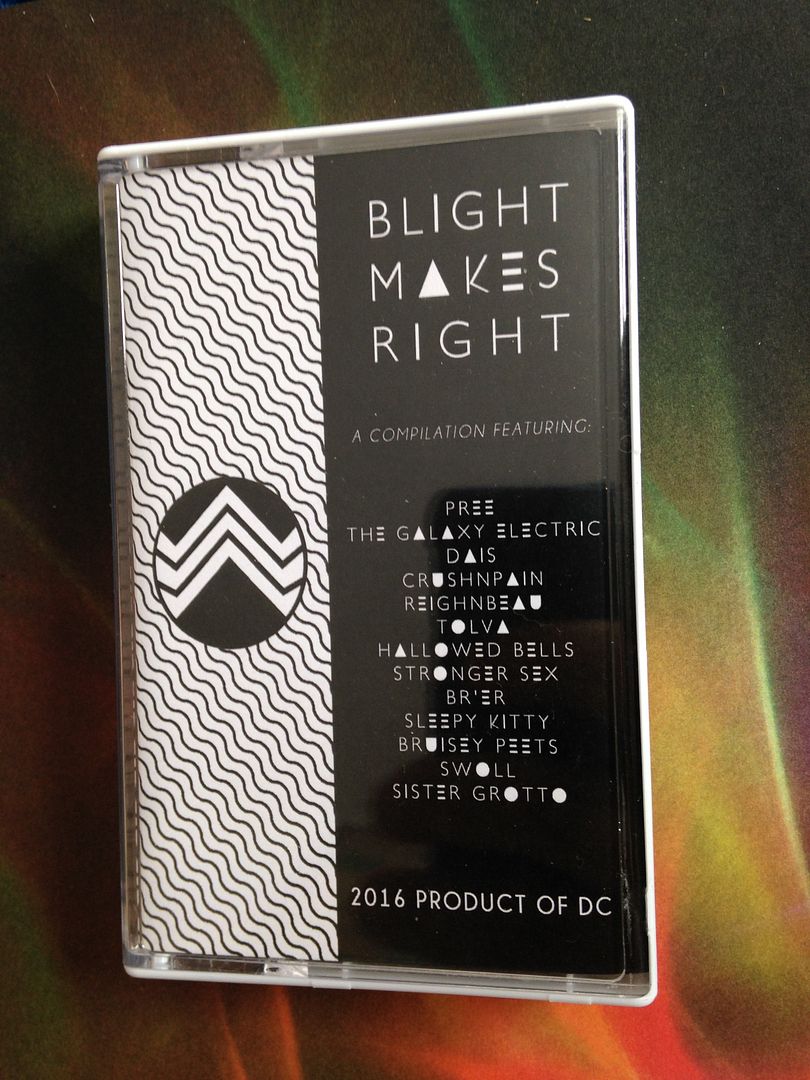 BLIGHT
MAKES
RIGHT
A COMPILATION FEATURING:
PREE
THE GALAXY ELECTRIC
DAIS
CRUSHNPAIN
REIGHNBEAU
TOLVA
HALLOWED BELLS
STRONGER SEX
BR'ER
SLEEPY KITTY
BRUISEY PEETS
SWOLL
SISTER GROTTO
2016 PRODUCT OF DC